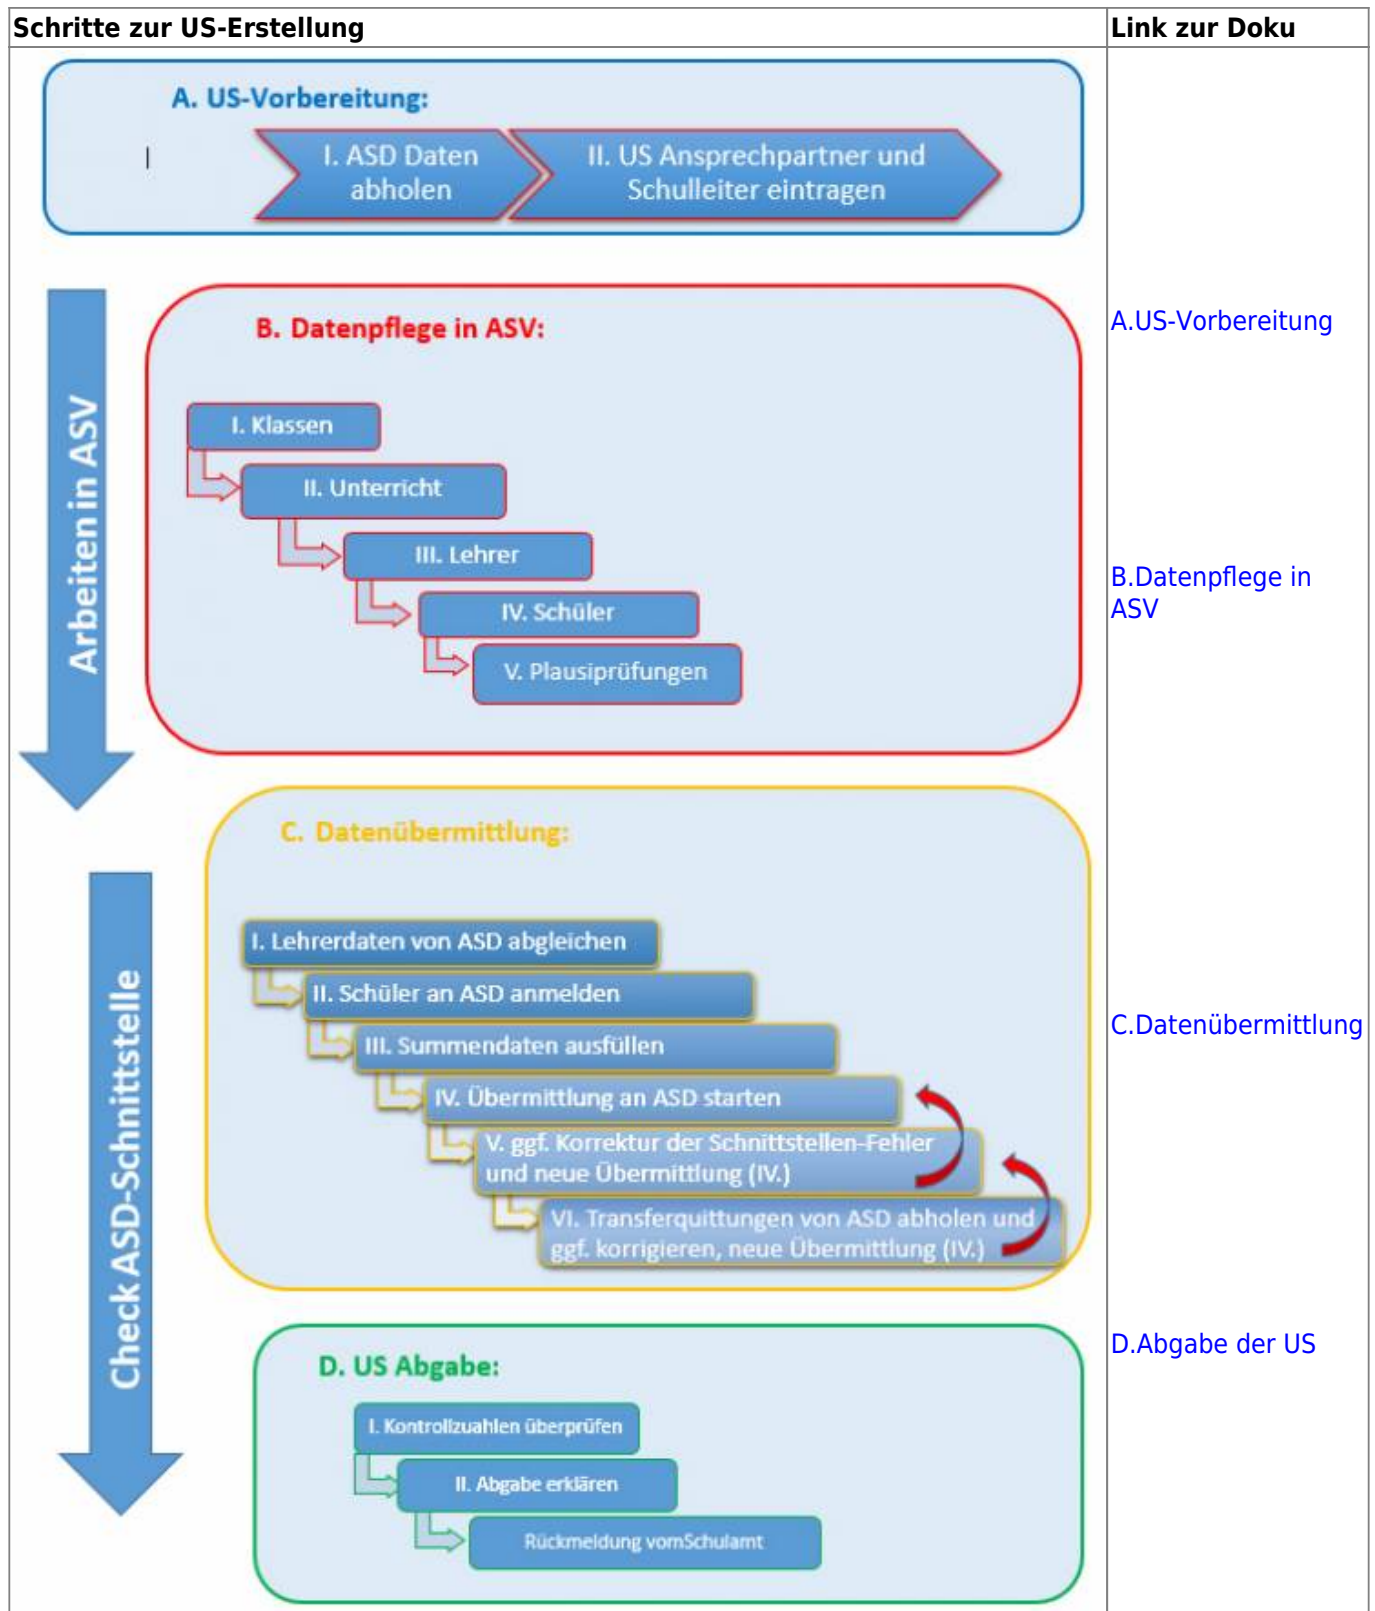 Schritte zur US-Erstellung
Link zur Doku
A. US-Vorbereitung:
I. ASD Daten
abholen
II. US Ansprechpartner und
Schulleiter eintragen
A.US-Vorbereitung
Arbeiten in ASV
B. Datenpflege in ASV:
I. Klassen
II. Unterricht
III. Lehrer
IV. Schüler
V. Plausiprüfungen
B.Datenpflege in
ASV
Check ASD-Schnittstelle
C. Datenübermittlung:
I. Lehrerdaten von ASD abgleichen
II. Schüler an ASD anmelden
III. Summendaten ausfüllen
IV. Übermittlung an ASD starten
V. ggf. Korrektur der Schnittstellen-Fehler
und neue Übermittlung (IV.)
VI. Transferquittungen von ASD abholen und
ggf. korrigieren, neue Übermittlung (IV.)
C.Datenübermittlung
D. US Abgabe:
I. Kontrollzuahlen überprüfen
II. Abgabe erklären
Rückmeldung vomSchulamt
D.Abgabe der US